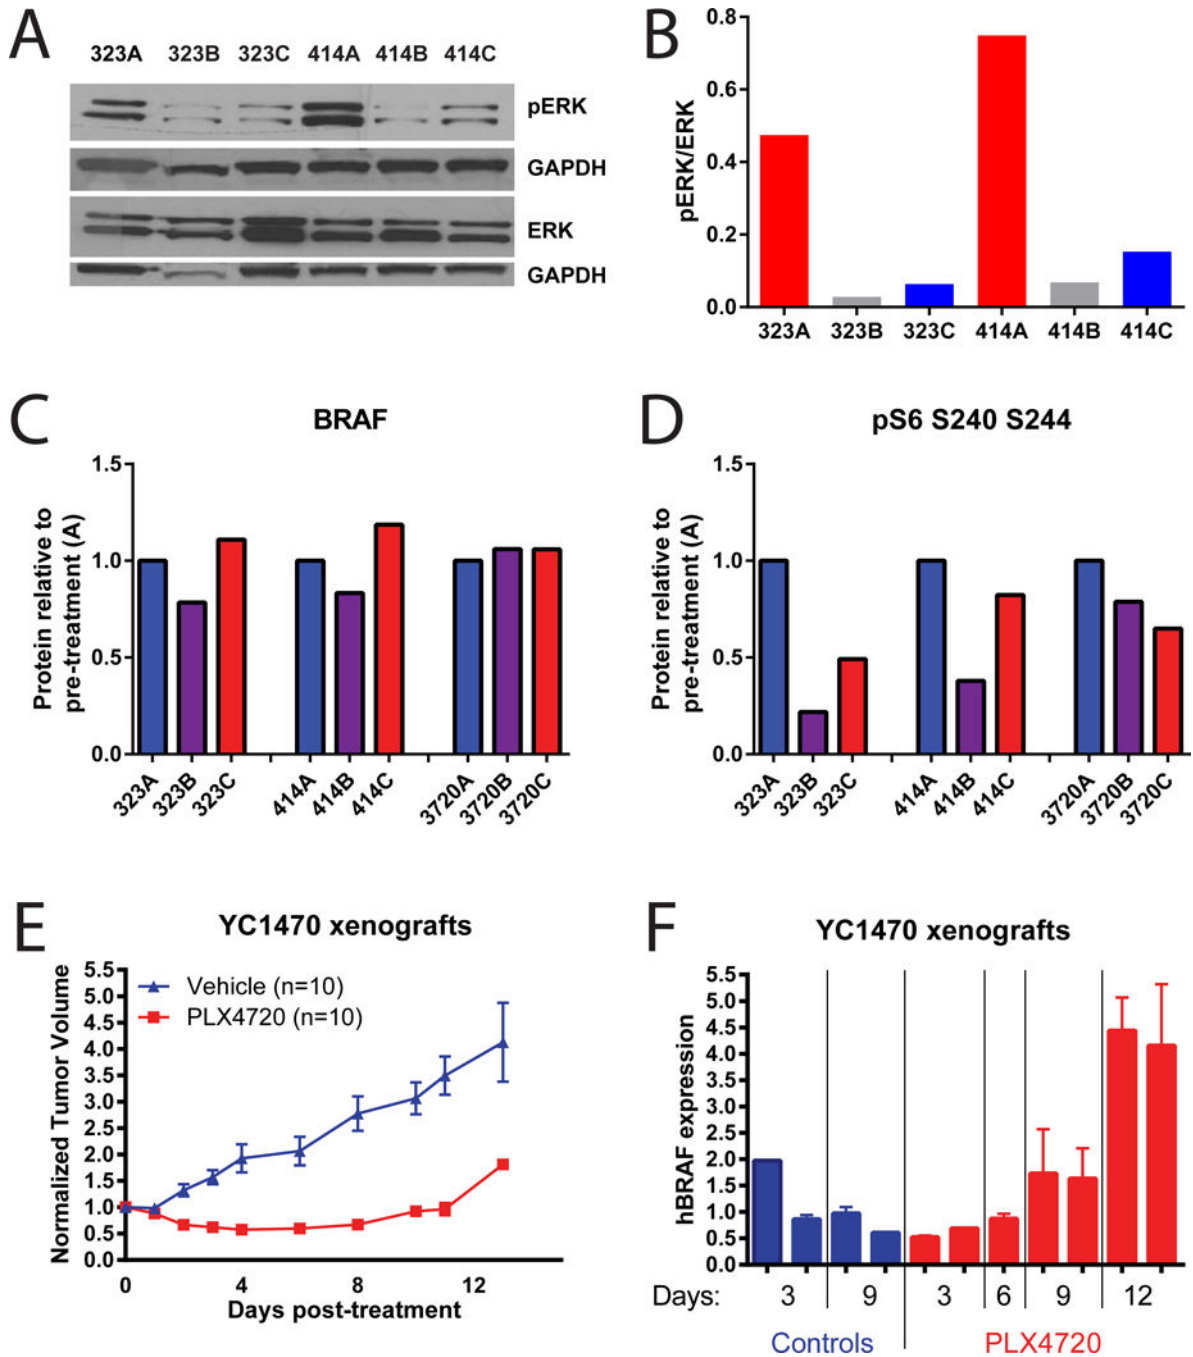 A
323A 323B 323C 414A 414B 414C
pERK
GAPDH
ERK
GAPDH
B
pERK/ERK
0.8
0.6
0.4
0.2
0.0
323A 323B 323C 414A 414B 414C
C
BRAF
Protein relative to
pre-treatment (A)
1.5
1.0
0.5
0.0
323A 323B 323C 414A 414B 414C 3720A 3720B 3720C
D
pS6 S240 S244
Protein relative to
pre-treatment (A)
1.5
1.0
0.5
0.0
323A 323B 323C 414A 414B 414C 3720A 3720B 3720C
E
YC1470 xenografts
Normalized Tumor Volume
5.5
5.0
4.5
4.0
3.5
3.0
2.5
2.0
1.5
1.0
0.5
0.0
Vehicle (n=10)
PLX4720 (n=10)
0 4 8 12
Days post-treatment
F
YC1470 xenografts
hBRAF expression
5.5
5.0
4.5
4.0
3.5
3.0
2.5
2.0
1.5
1.0
0.5
0.0
Days: 3 9 3 6 9 12
Controls PLX4720